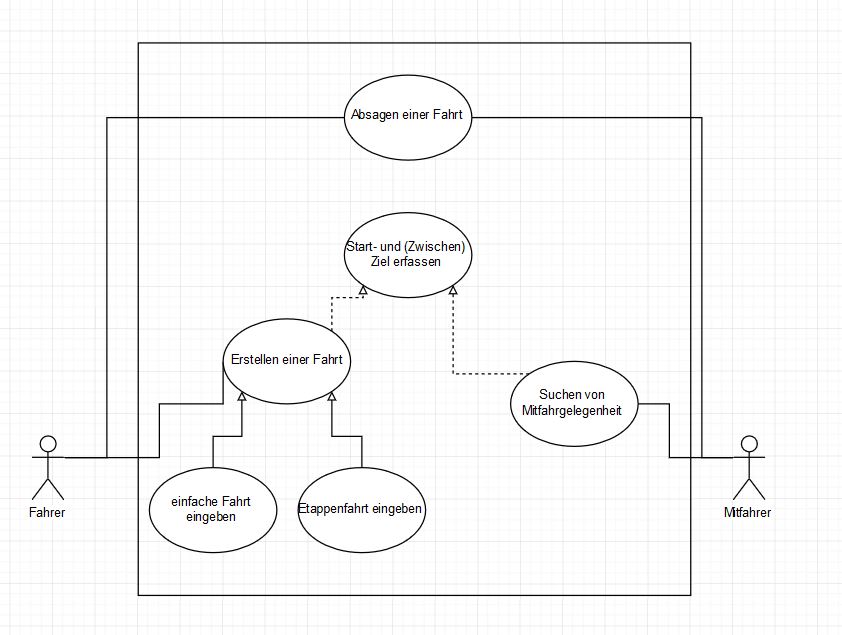 Absagen einer Fahrt
Start- und (Zwischen)
Ziel erfassen
Erstellen einer Fahrt
Suchen von
Mitfahrgelegenheit
einfache Fahrt
eingeben
Etappenfahrt eingeben
Fahrer
Mitfahrer